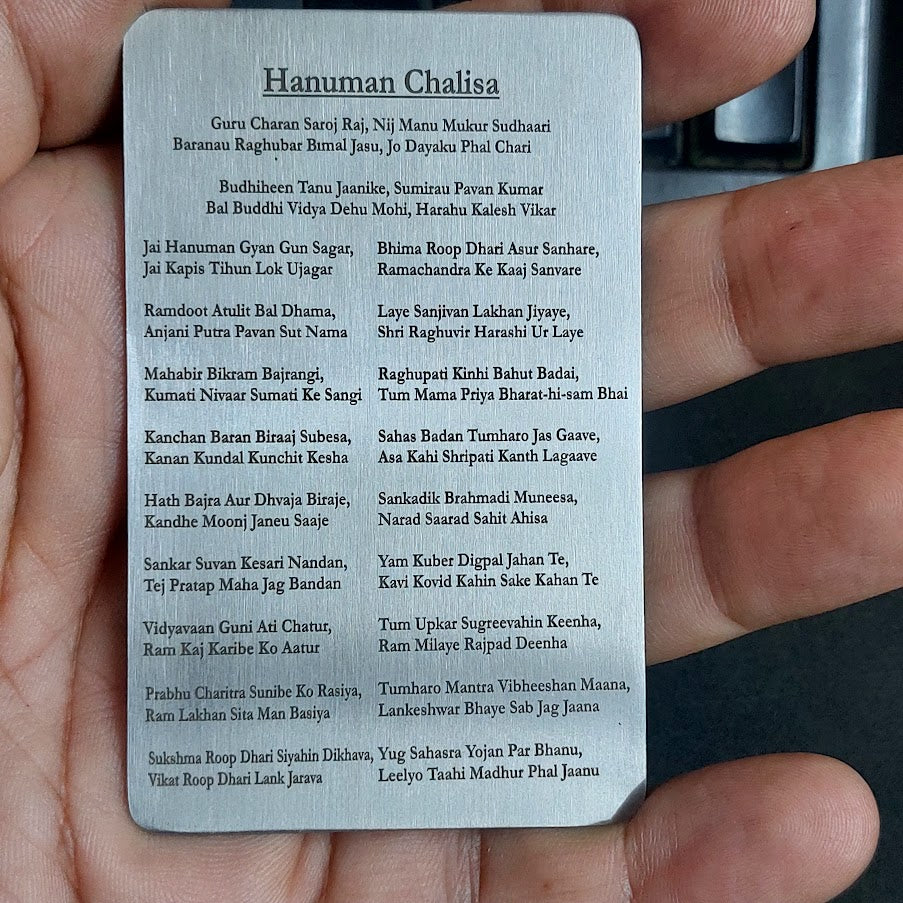 Hanuman Chalisa
Guru Charan Saroj Raj, Nij Manu Mukur Sudhaari
Baranau Raghubar Bimal Jasu, Jo Dayaku Phal Chari
Budhiheen Tanu Jaanike, Sumirau Pavan Kumar
Bal Buddhi Vidya Dehu Mohi, Harahu Kalesh Vikar
Jai Hanuman Gyan Gun Sagar,
Jai Kapis Tihun Lok Ujagar
Ramdoot Atulit Bal Dhama,
Anjani Putra Pavan Sut Nama
Mahabir Bikram Bajrangi,
Kumati Nivaar Sumati Ke Sangi
Kanchan Baran Biraaj Subesa,
Kanan Kundal Kunchit Kesha
Hath Bajra Aur Dhvaja Biraje,
Kandhe Moonj Janeu Saaje
Sankar Suvan Kesari Nandan,
Tej Pratap Maha Jag Bandan
Vidyavaan Guni Ati Chatur,
Ram Kaj Karibe Ko Aatur
Prabhu Charitra Sunibe Ko Rasiya,
Ram Lakhan Sita Man Basiya
Sukshma Roop Dhari Siyahin Dikhava,
Vikat Roop Dhari Lank Jarava
Bhima Roop Dhari Asur Sanhare,
Ramachandra Ke Kaaj Sanvare
Laye Sanjivan Lakhan Jiyaye,
Shri Raghuvir Harashi Ur Laye
Raghupati Kinhi Bahut Badai,
Tum Mama Priya Bharat-hi-sam Bhai
Sahas Badan Tumharo Jas Gaave,
Asa Kahi Shripati Kanth Lagaave
Sankadik Brahmadi Muneesa,
Narad Saarad Sahit Ahisa
Yam Kuber Digpal Jahan Te,
Kavi Kovid Kahin Sake Kahan Te
Tum Upkar Sugreevahin Keenha,
Ram Milaye Rajpad Deenha
Tumharo Mantra Vibheeshan Maana,
Lankeshwar Bhaye Sab Jag Jaana
Yug Sahasra Yojan Par Bhanu,
Leelyo Taahi Madhur Phal Jaanu